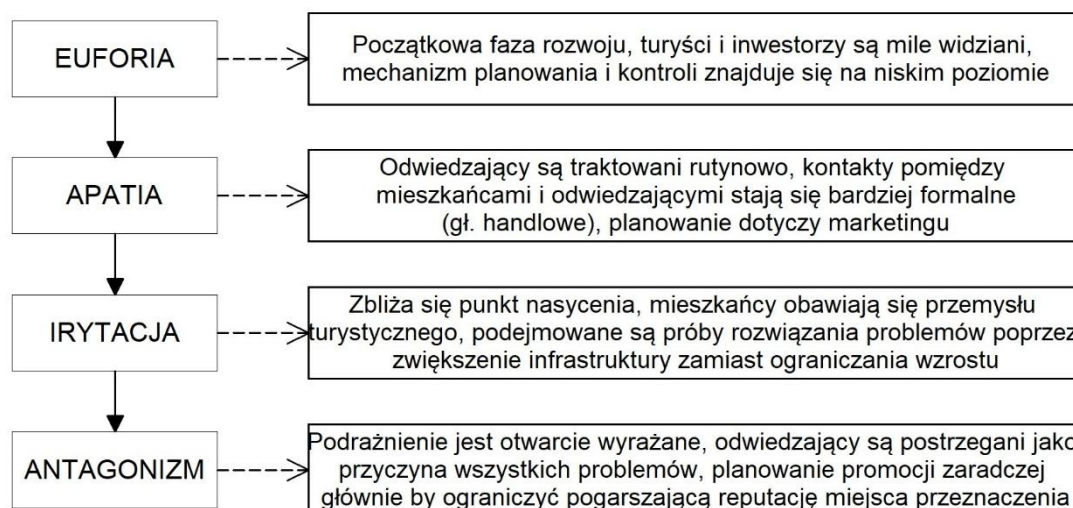 EUFORIA
Początkowa faza rozwoju, turyści i inwestorzy są mile widziani,
mechanizm planowania i kontroli znajduje się na niskim poziomie
APATIA
Odwiedzający są traktowani rutynowo, kontakty pomiędzy
mieszkańcami i odwiedzającymi stają się bardziej formalne
(gł. handlowe), planowanie dotyczy marketingu
IRYTACJA
Zbliża się punkt nasycenia, mieszkańcy obawiają się przemysłu
turystycznego, podejmowane są próby rozwiązania problemów poprzez
zwiększenie infrastruktury zamiast ograniczania wzrostu
ANTAGONIZM
Podrażnienie jest otwarcie wyrażane, odwiedzający są postrzegani jako
przyczyna wszystkich problemów, planowanie promocji zaradczej
głównie by ograniczyć pogarszającą reputację miejsca przeznaczenia